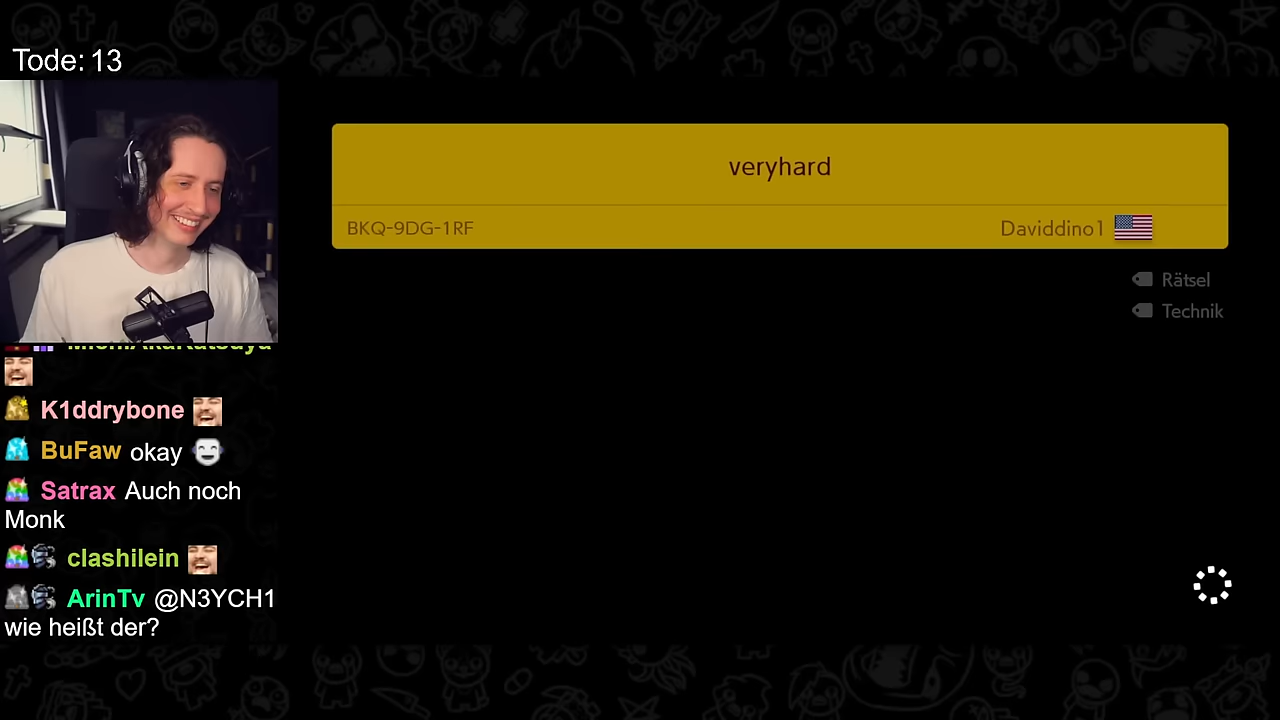 Tode: 13
veryhard
BKQ-9DG-1RF
Daviddino1
Rätsel
Technik
K1ddrybone
BuFaw okay
Satrax Auch noch
Monk
clashilein
ArinTv @N3YCH1
wie heißt der?